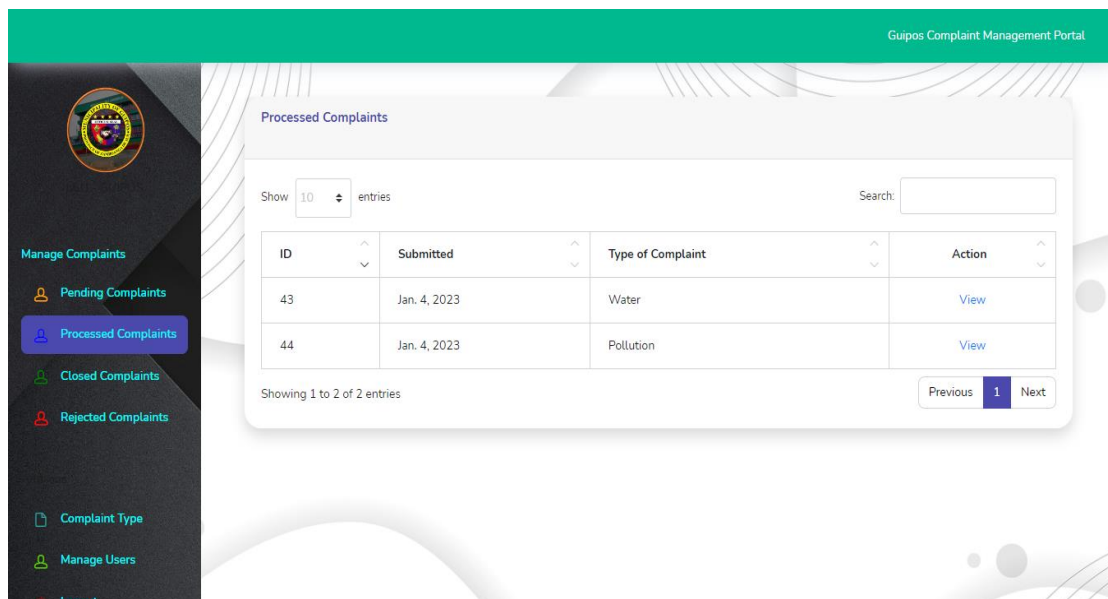 Guipos Complaint Management Portal
Manage Complaints
Pending Complaints
Processed Complaints
Closed Complaints
Rejected Complaints
Complaint Type
Manage Users
Processed Complaints
Show 10 entries
Search:
ID Submitted Type of Complaint Action
43 Jan. 4, 2023 Water View
44 Jan. 4, 2023 Pollution View
Showing 1 to 2 of 2 entries
Previous 1 Next